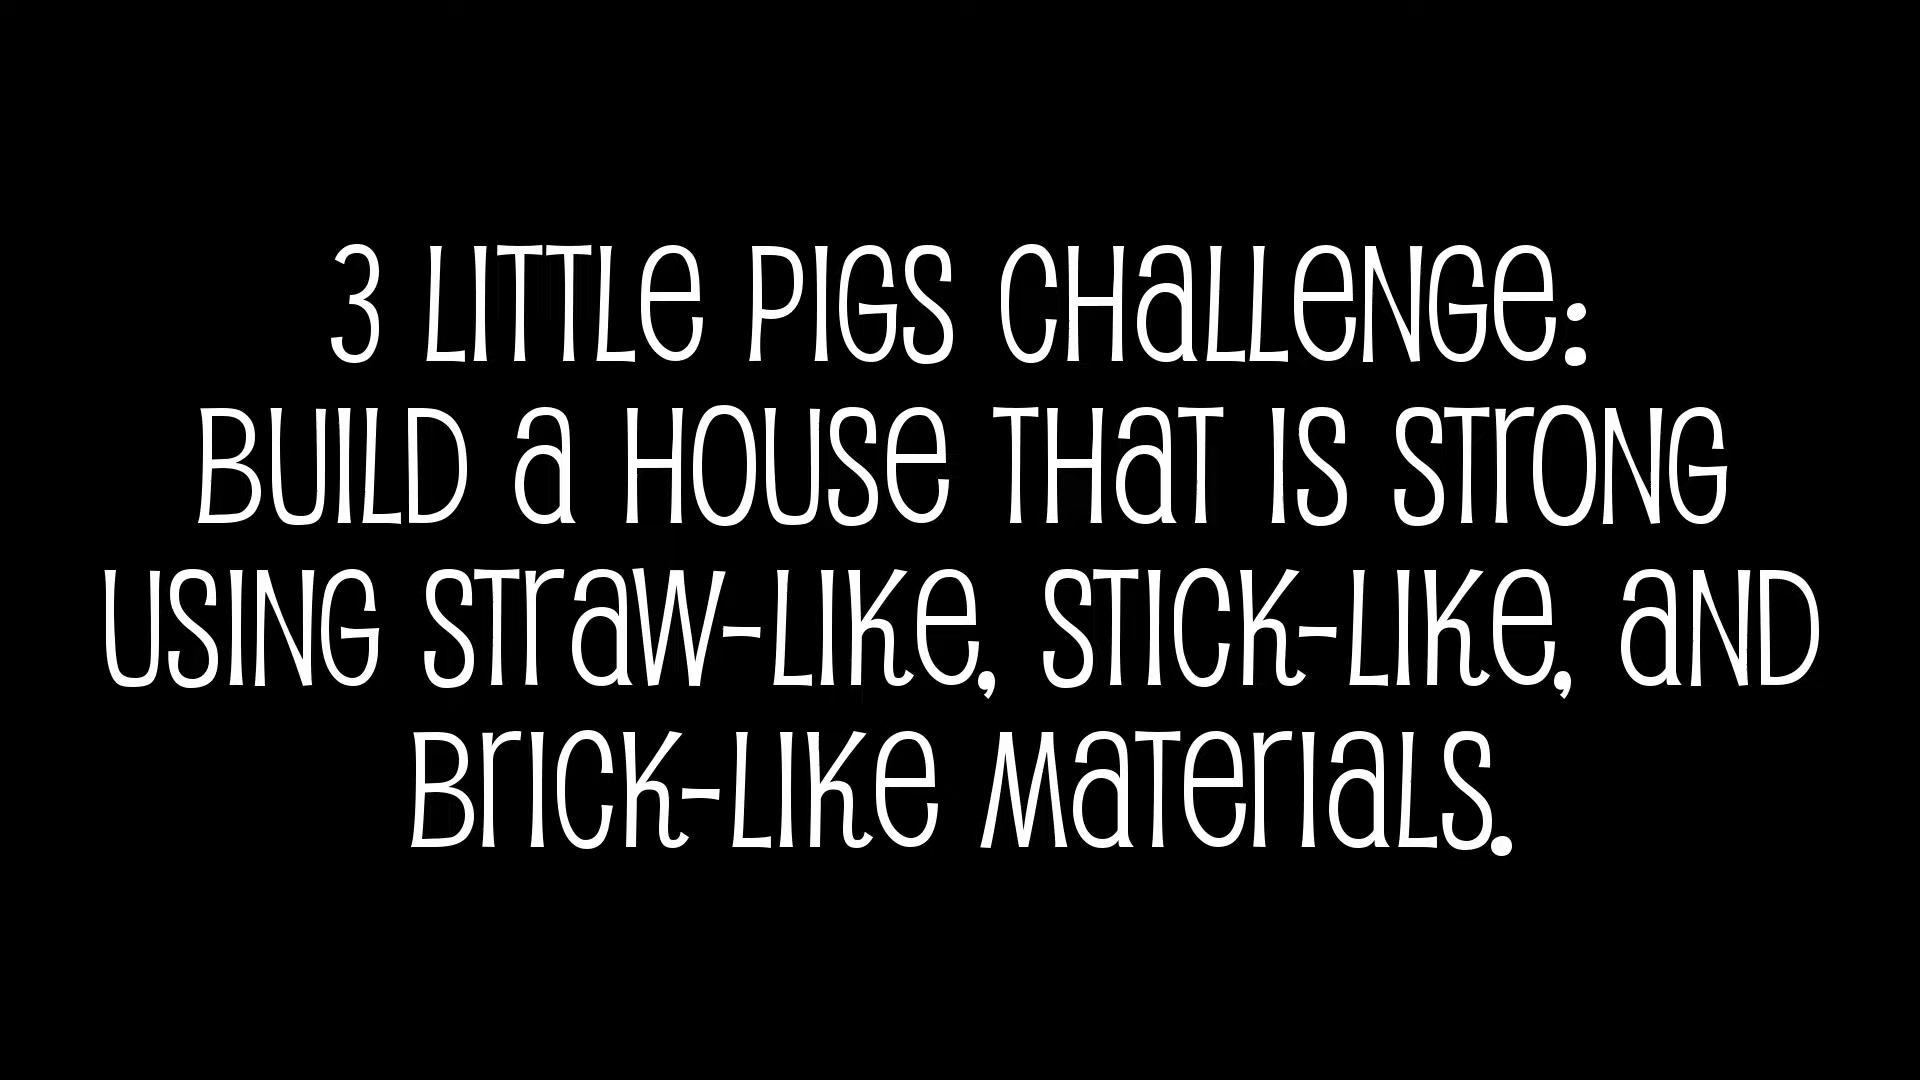 3 Little Pigs Challenge:
Build a house that is strong
using straw-like, stick-like, and
brick-like materials.